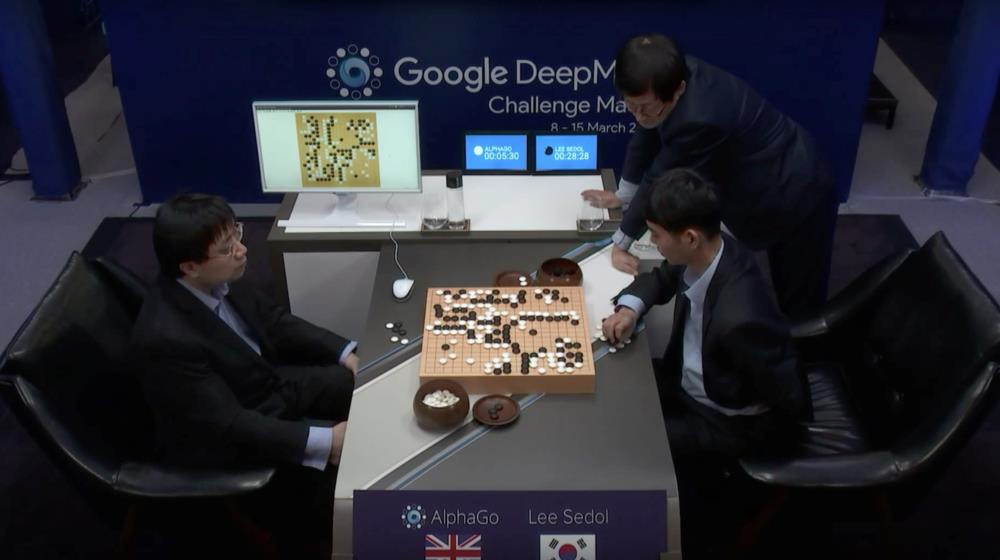 Google DeepM
Challenge Ma
8 - 15 March 2
ALPHAGO
00:05:30
LEE SEDOL
00:28:28
AlphaGo
Lee Sedol